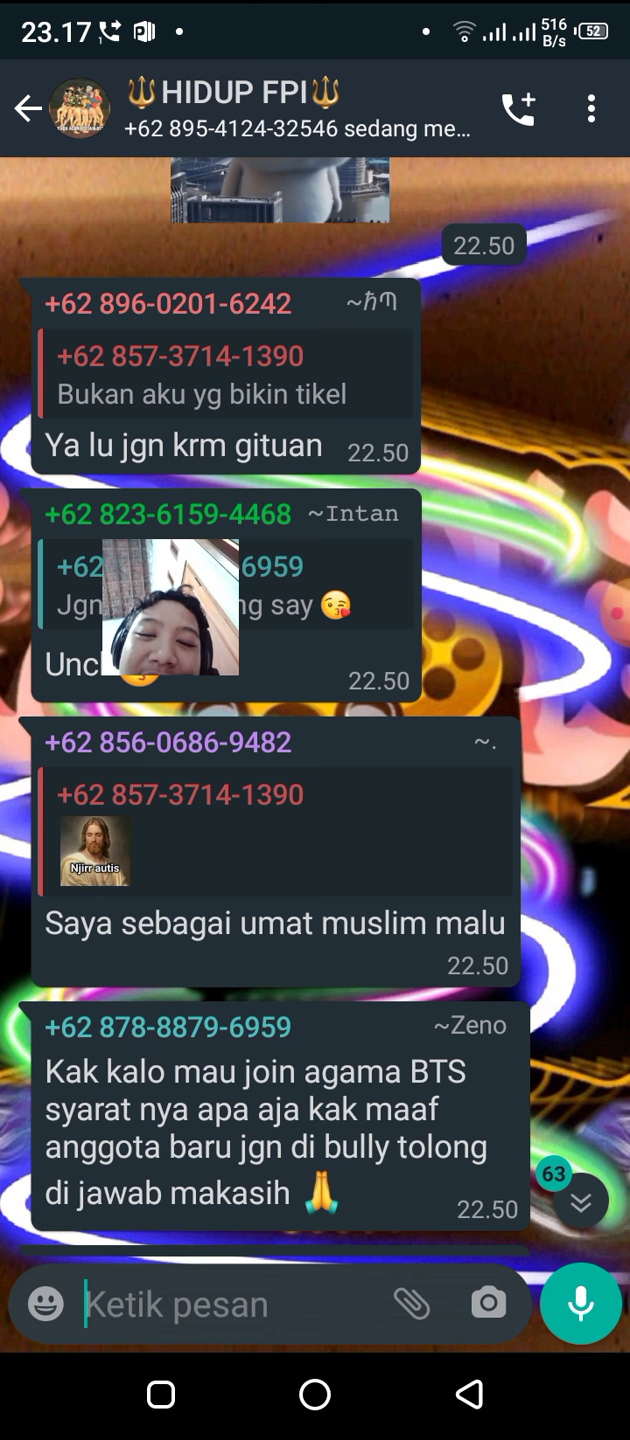 23.17
516
B/s
52
🔱HIDUP FPI🔱
+62 895-4124-32546 sedang me...
22.50
+62 896-0201-6242
+62 857-3714-1390
Bukan aku yg bikin tikel
Ya lu jgn krm gituan 22.50
+62 823-6159-4468 ~Intan
+62 6959
Jgn ng say 😘
22.50
+62 856-0686-9482 ~.
+62 857-3714-1390
Njirr autis
Saya sebagai umat muslim malu
22.50
+62 878-8879-6959 ~Zeno
Kak kalo mau join agama BTS
syarat nya apa aja kak maaf
anggota baru jgn di bully tolong
di jawab makasih 🙏 22.50
63
Ketik pesan